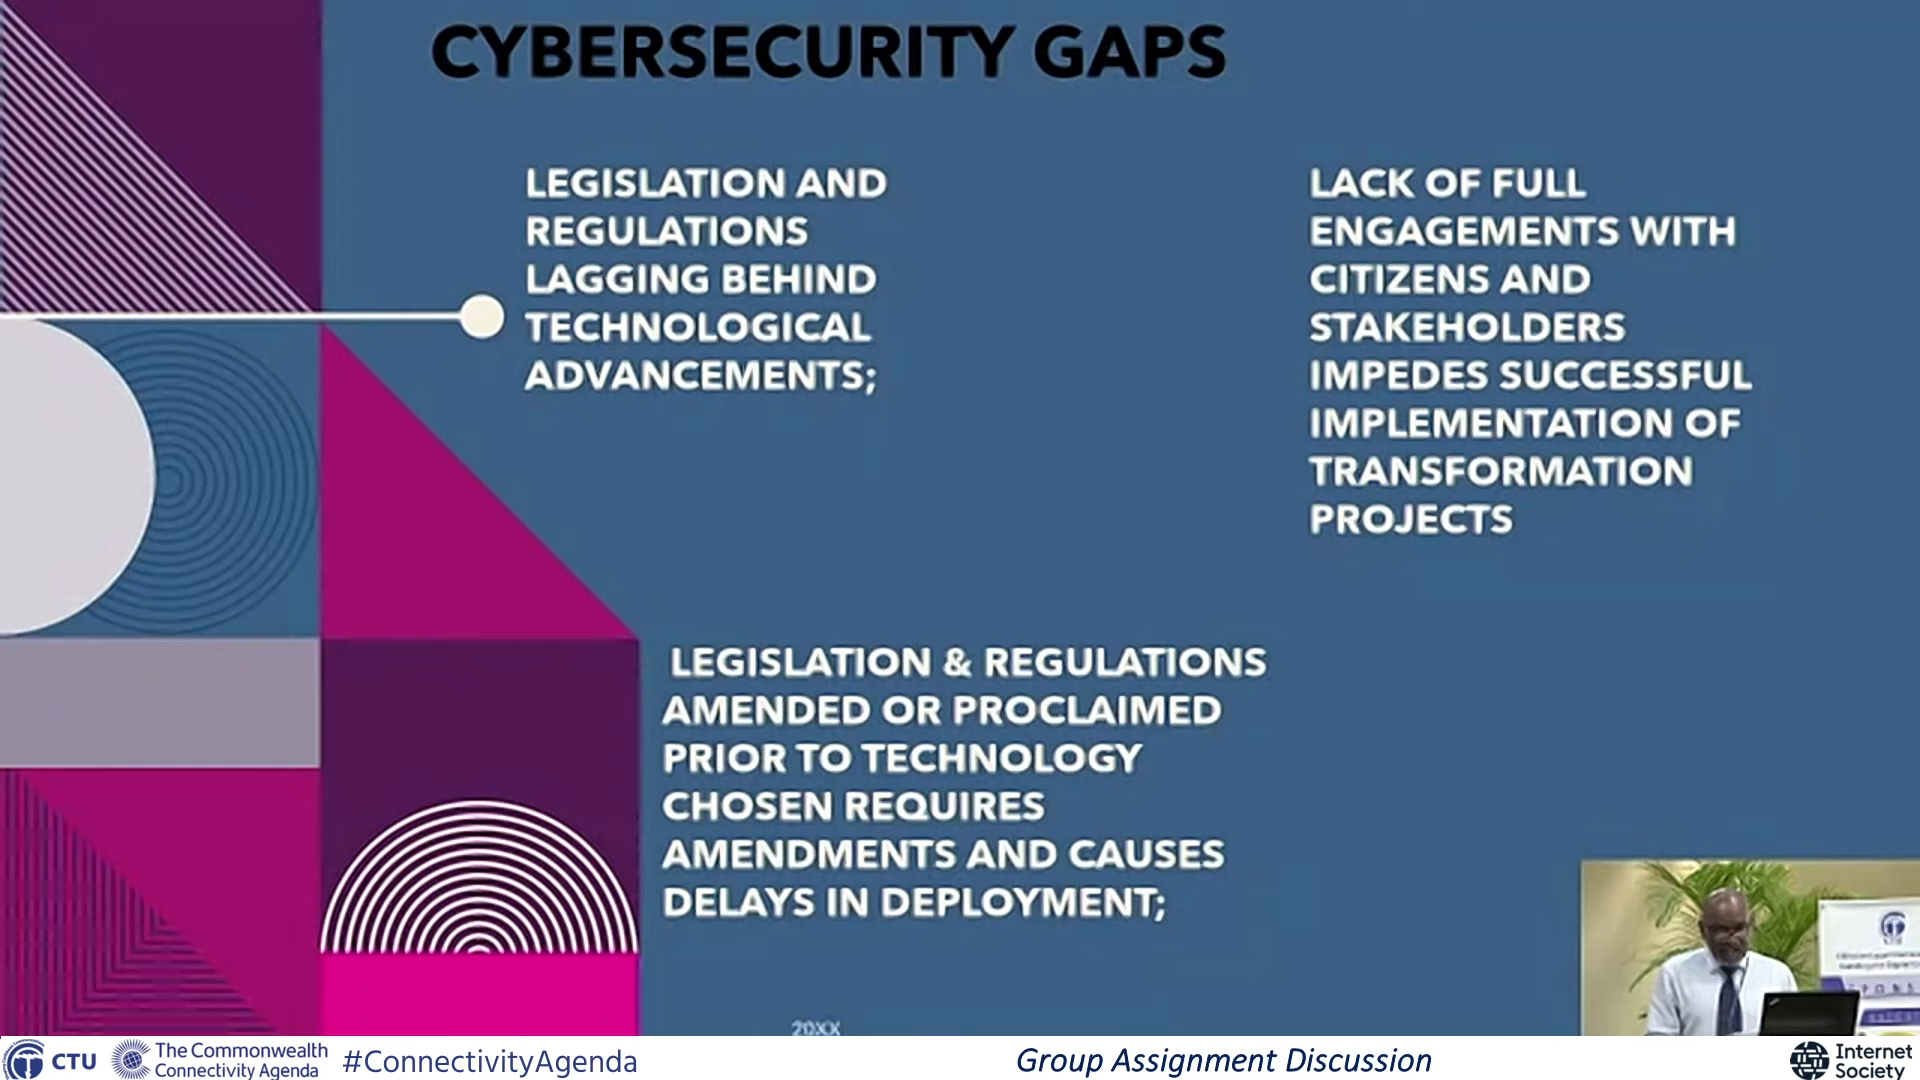 CYBERSECURITY GAPS
LEGISLATION AND
REGULATIONS
LAGGING BEHIND
TECHNOLOGICAL
ADVANCEMENTS;
LACK OF FULL
ENGAGEMENTS WITH
CITIZENS AND
STAKEHOLDERS
IMPEDES SUCCESSFUL
IMPLEMENTATION OF
TRANSFORMATION
PROJECTS
LEGISLATION & REGULATIONS
AMENDED OR PROCLAIMED
PRIOR TO TECHNOLOGY
CHOSEN REQUIRES
AMENDMENTS AND CAUSES
DELAYS IN DEPLOYMENT;
20XX
CTU
The Commonwealth
Connectivity Agenda
#ConnectivityAgenda
Group Assignment Discussion
Internet
Society